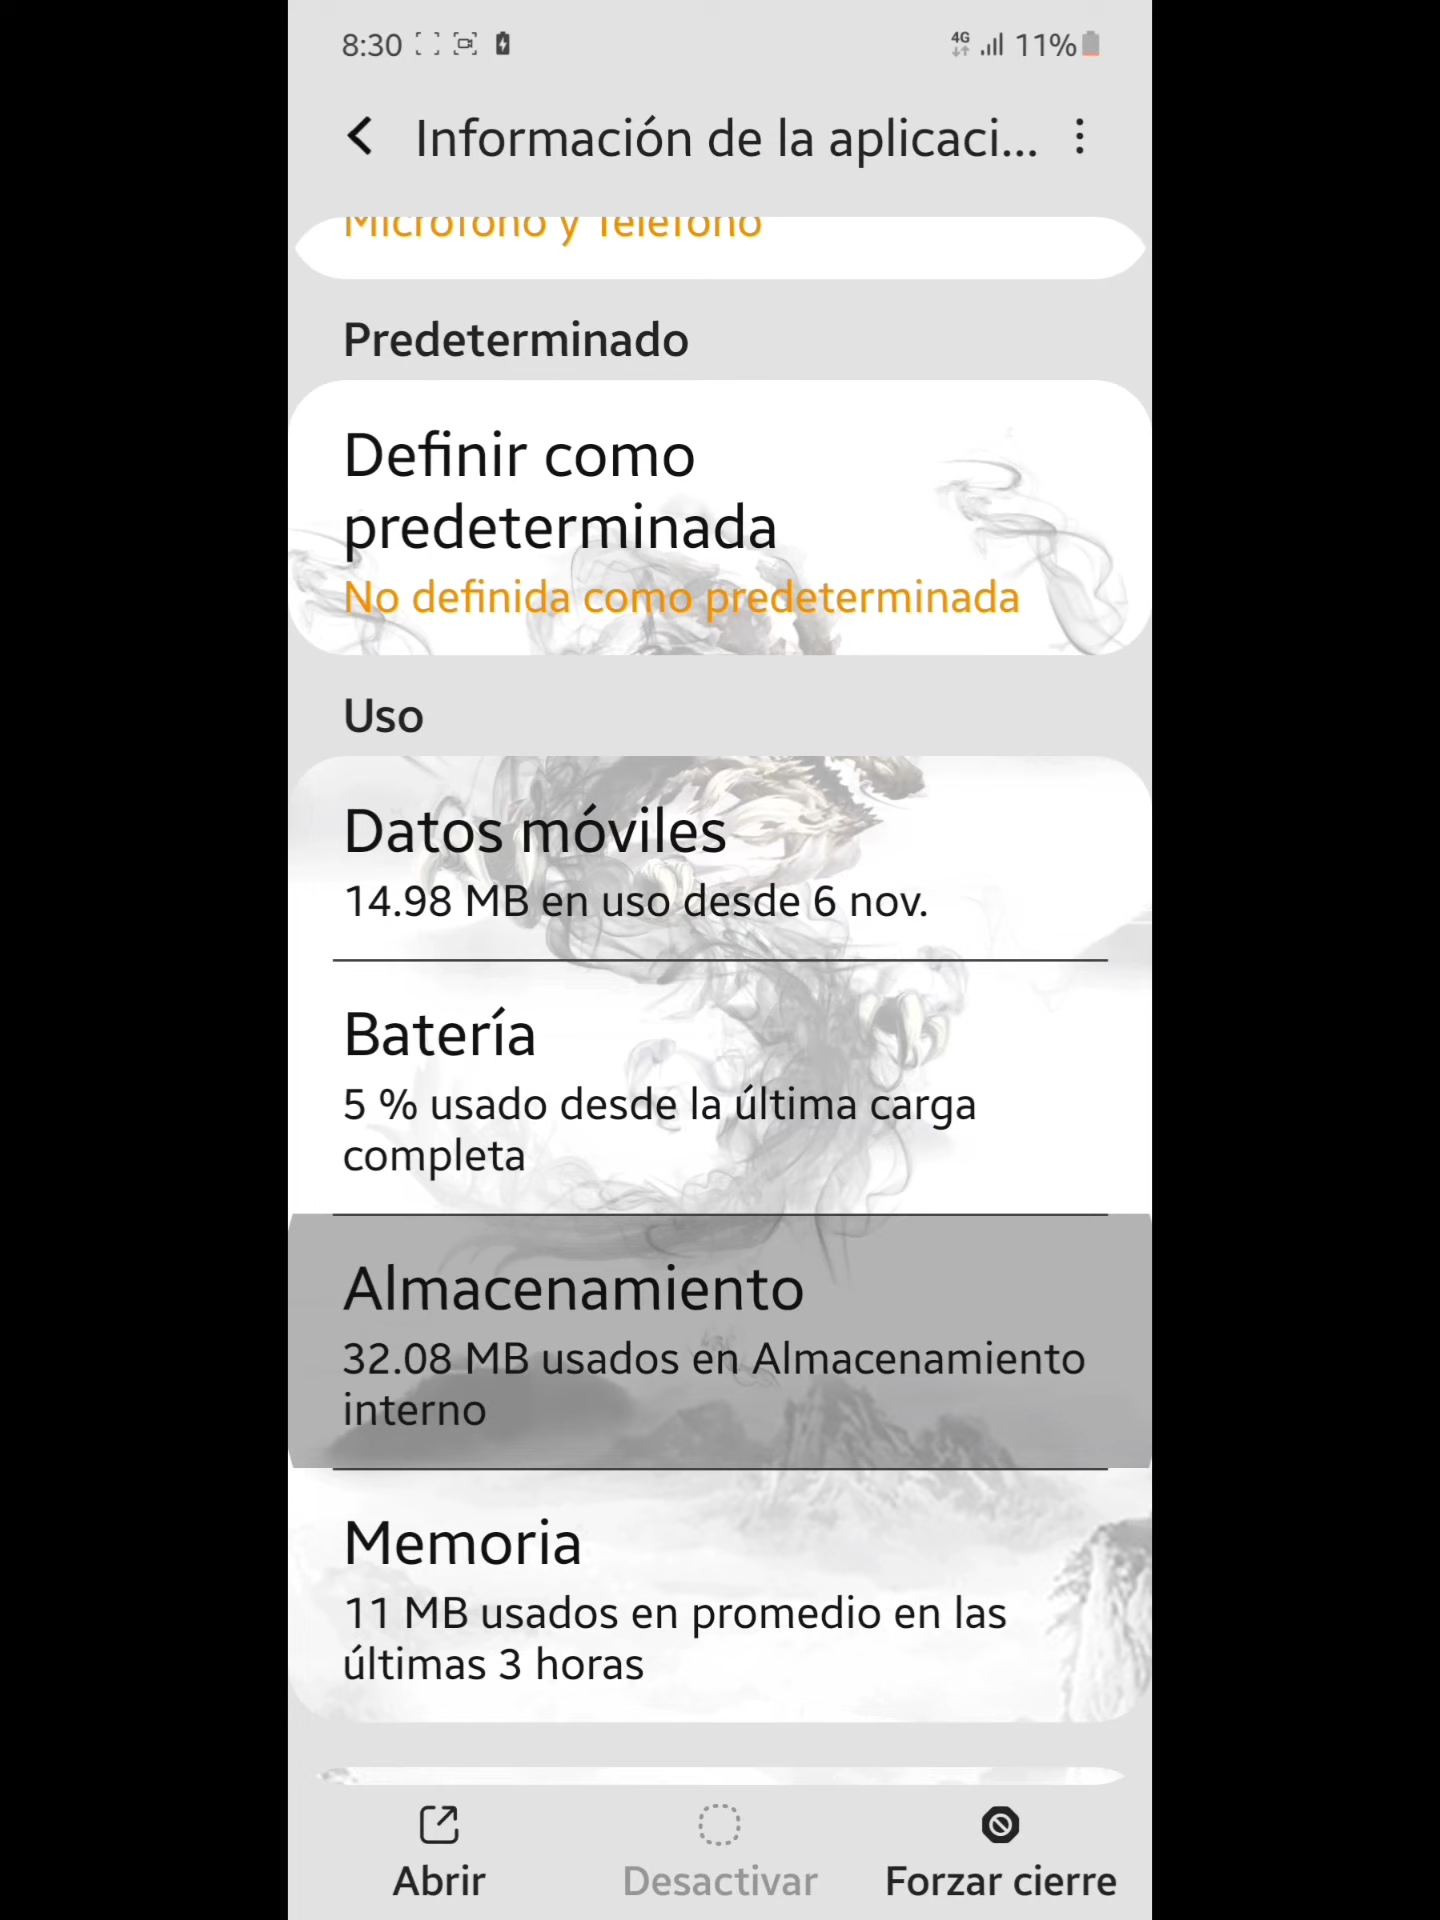 8:30
4G
11%
Información de la aplicaci...
Micrófono y Teléfono
Predeterminado
Definir como
predeterminada
No definida como predeterminada
Uso
Datos móviles
14.98 MB en uso desde 6 nov.
Batería
5 % usado desde la última carga
completa
Almacenamiento
32.08 MB usados en Almacenamiento
interno
Memoria
11 MB usados en promedio en las
últimas 3 horas
Abrir
Desactivar
Forzar cierre